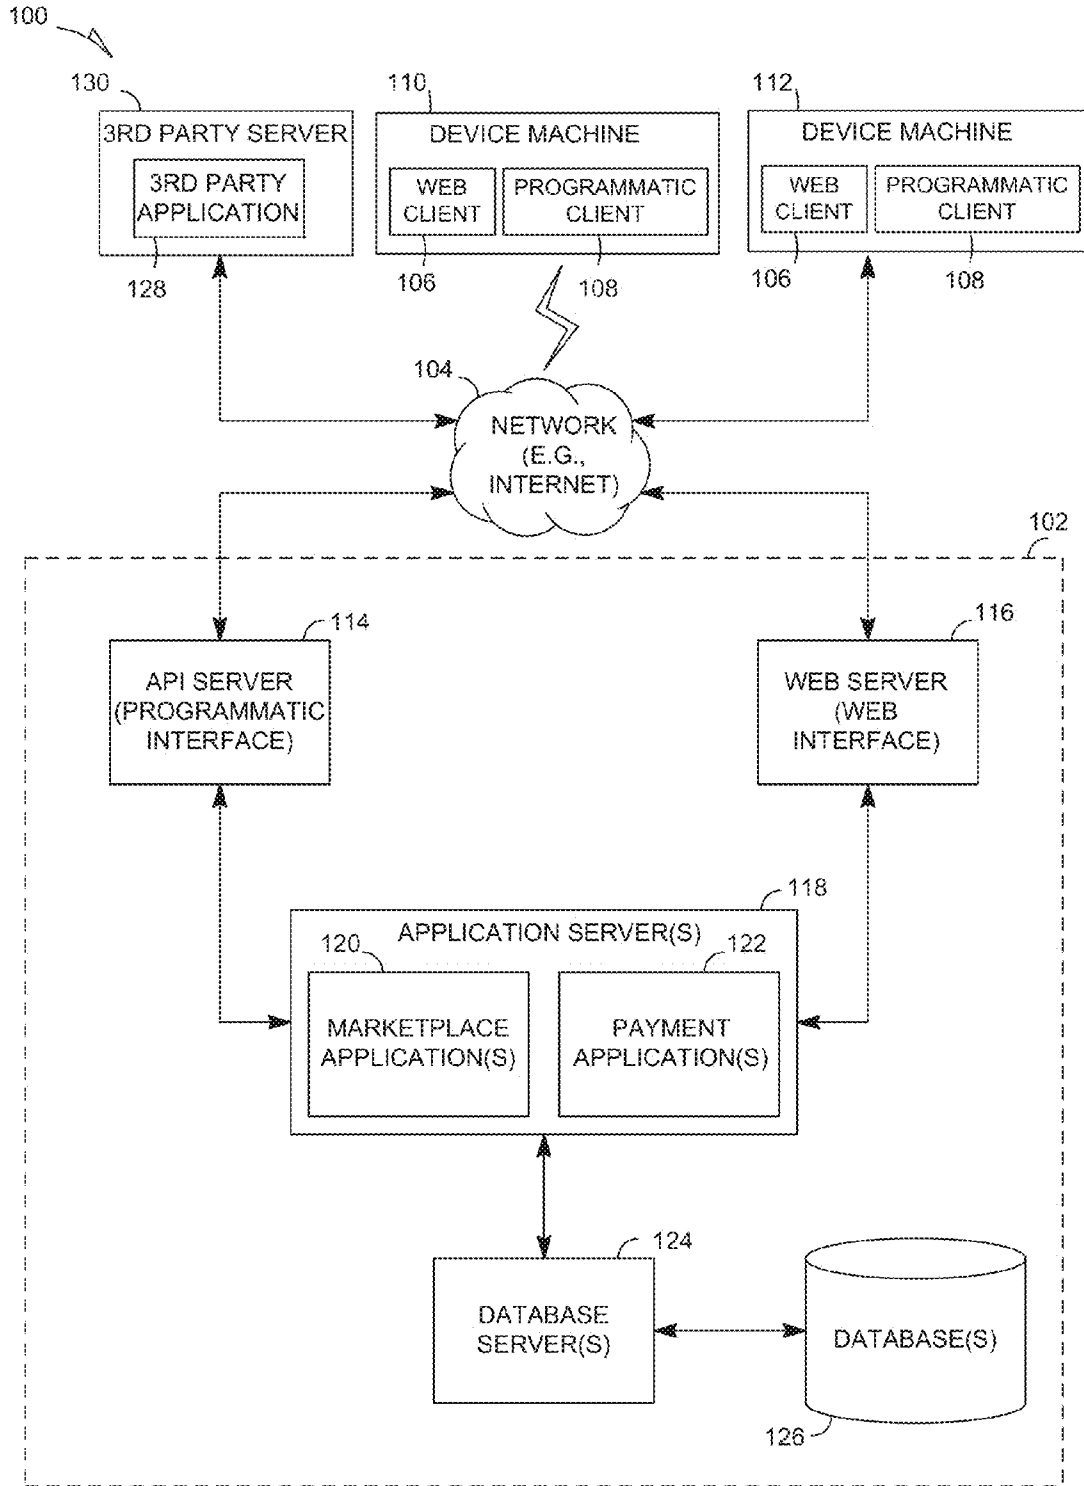 100
130
110
112
3RD PARTY SERVER
3RD PARTY
APPLICATION
128
DEVICE MACHINE
WEB
CLIENT
PROGRAMMATIC
CLIENT
106
108
DEVICE MACHINE
WEB
CLIENT
PROGRAMMATIC
CLIENT
106
108
104
NETWORK
(E.G.,
INTERNET)
102
114
API SERVER
(PROGRAMMATIC
INTERFACE)
116
WEB SERVER
(WEB
INTERFACE)
118
APPLICATION SERVER(S)
120
122
MARKETPLACE
APPLICATION(S)
PAYMENT
APPLICATION(S)
124
DATABASE
SERVER(S)
DATABASE(S)
126